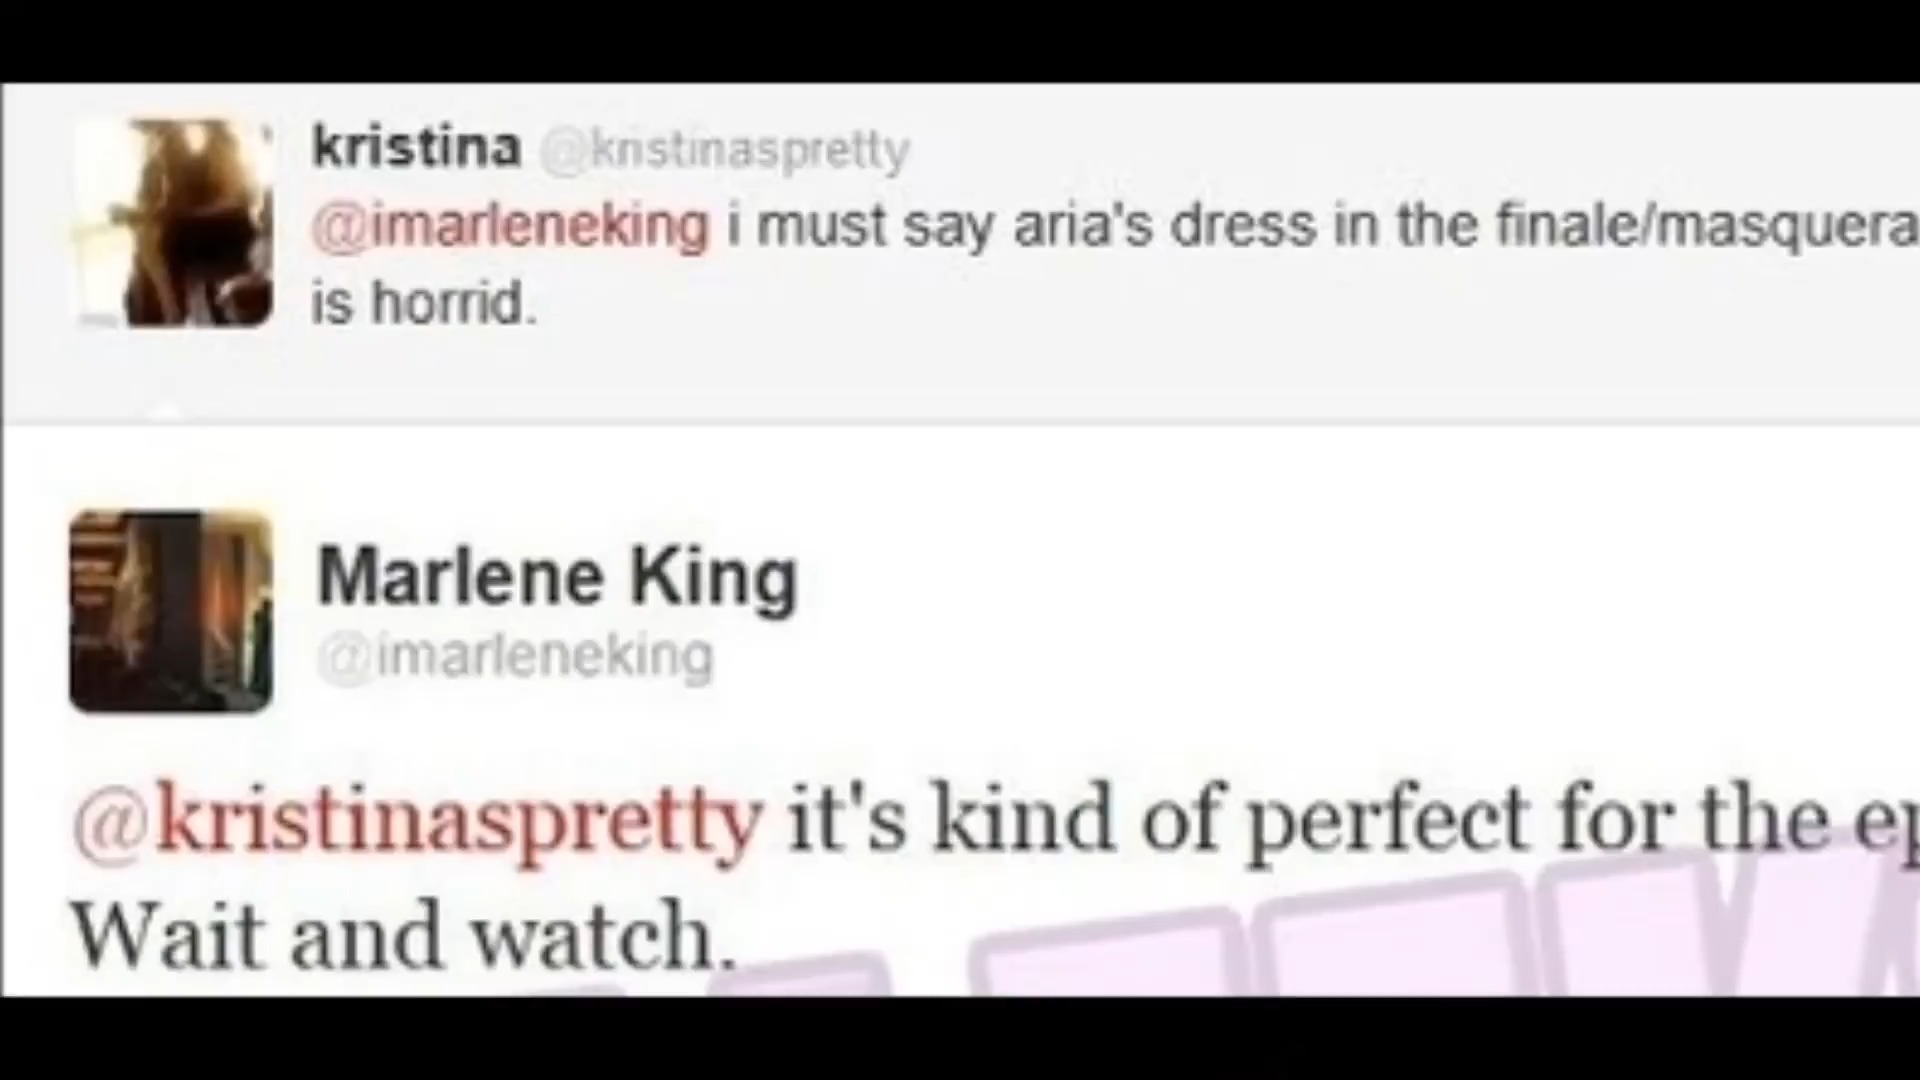 kristina @kristinaspretty
@imarleneking i must say aria's dress in the finale/masquera
is horrid.
Marlene King
@imarleneking
@kristinaspretty it's kind of perfect for the ep
Wait and watch.